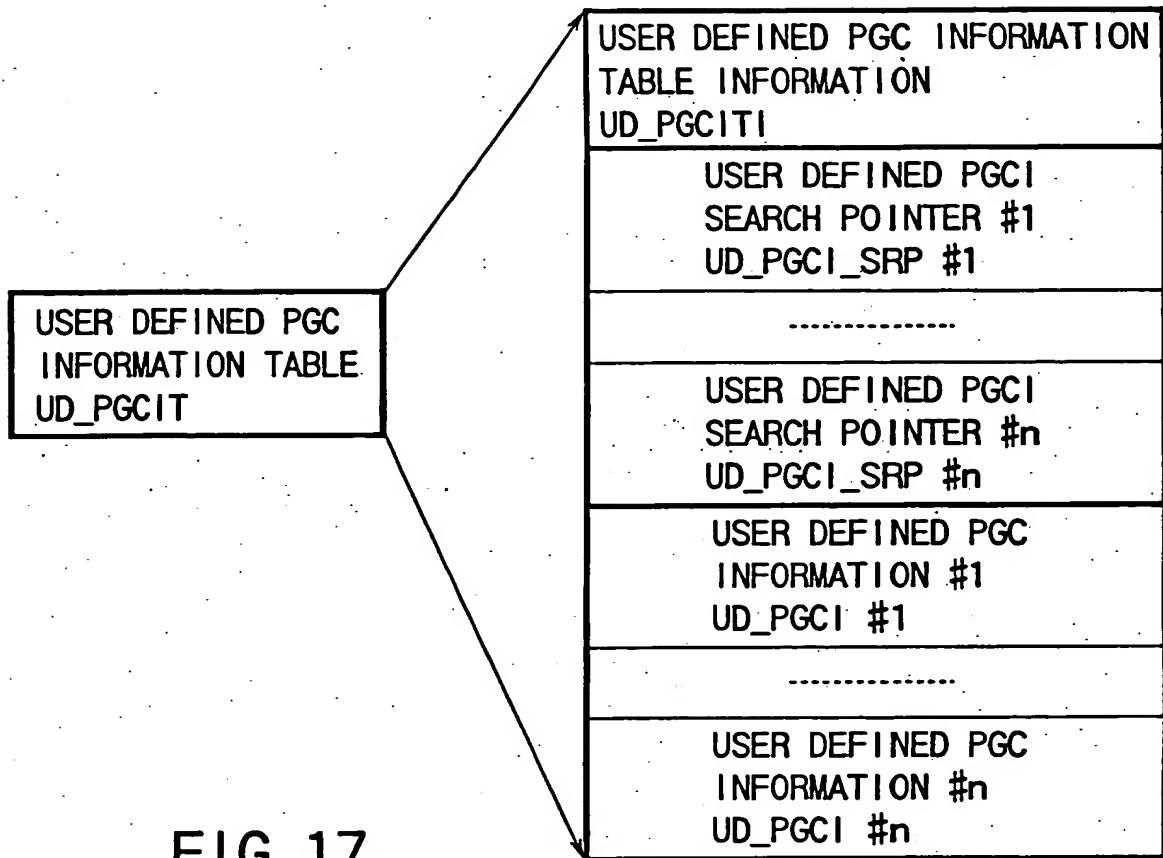 USER DEFINED PGC
INFORMATION TABLE
UD_PGCIT
USER DEFINED PGC INFORMATION
TABLE INFORMATION
UD_PGCITI
USER DEFINED PGCI
SEARCH POINTER #1
UD_PGCI_SRP #1
----------------
USER DEFINED PGCI
SEARCH POINTER #n
UD_PGCI_SRP #n
USER DEFINED PGC
INFORMATION #1
UD_PGCI #1
----------------
USER DEFINED PGC
INFORMATION #n
UD_PGCI #n
FIG. 17